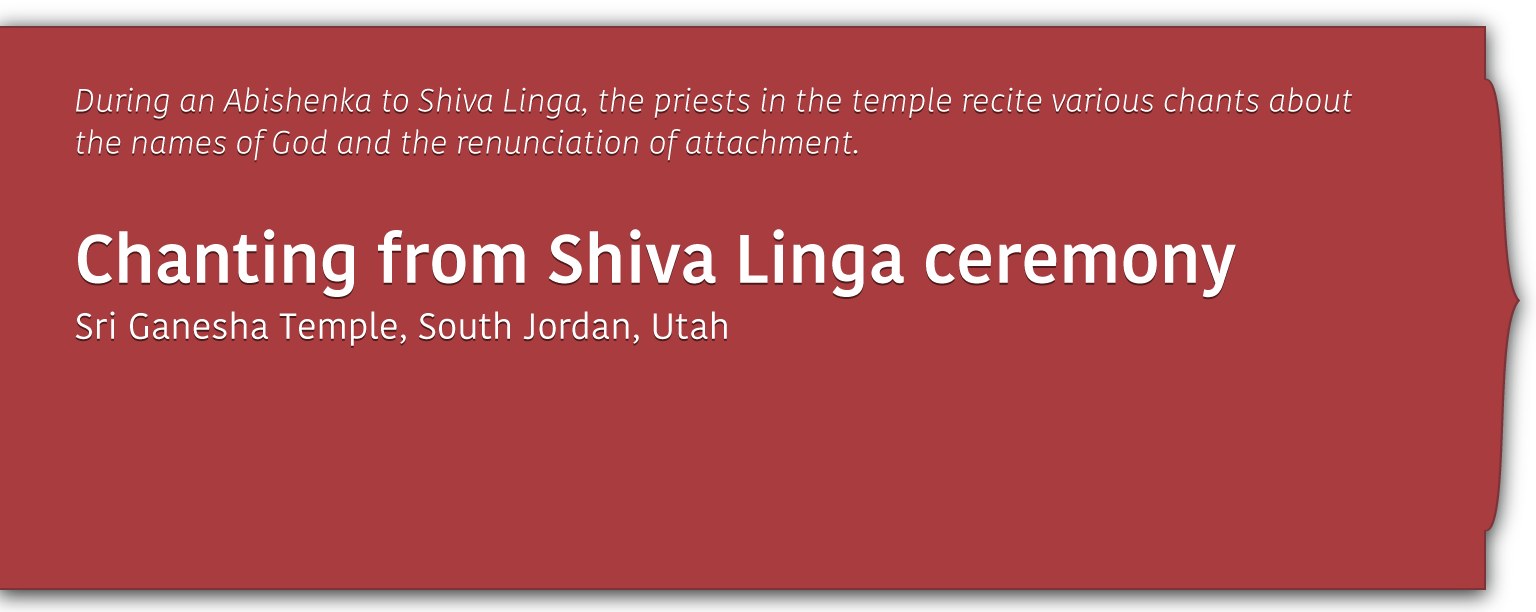 During an Abishenka to Shiva Linga, the priests in the temple recite various chants about
the names of God and the renunciation of attachment.
Chanting from Shiva Linga ceremony
Sri Ganesha Temple, South Jordan, Utah